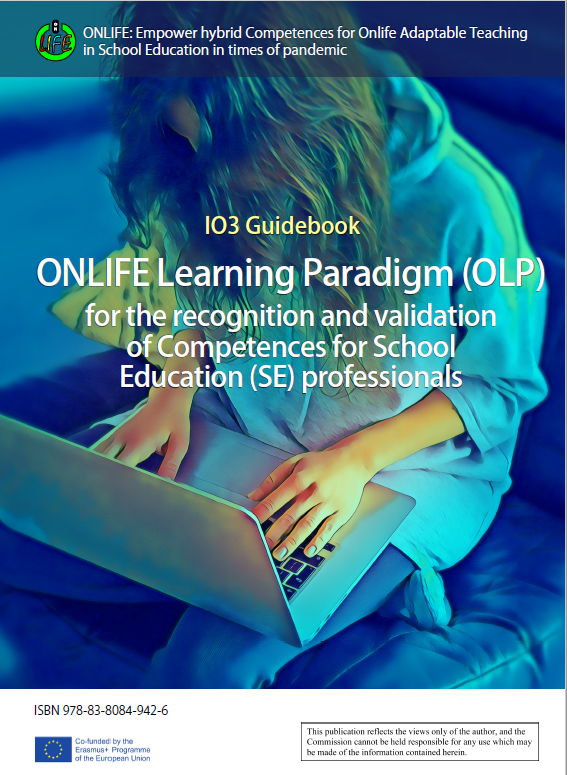 LIFE
ONLIFE: Empower hybrid Competences for Onlife Adaptable Teaching
in School Education in times of pandemic
IO3 Guidebook
ONLIFE Learning Paradigm (OLP)
for the recognition and validation
of Competences for School
Education (SE) professionals
ISBN 978-83-8084-942-6
Co-funded by the
Erasmus+ Programme
of the European Union
This publication reflects the views only of the author, and the
Commission cannot be held responsible for any use which may
be made of the information contained herein.